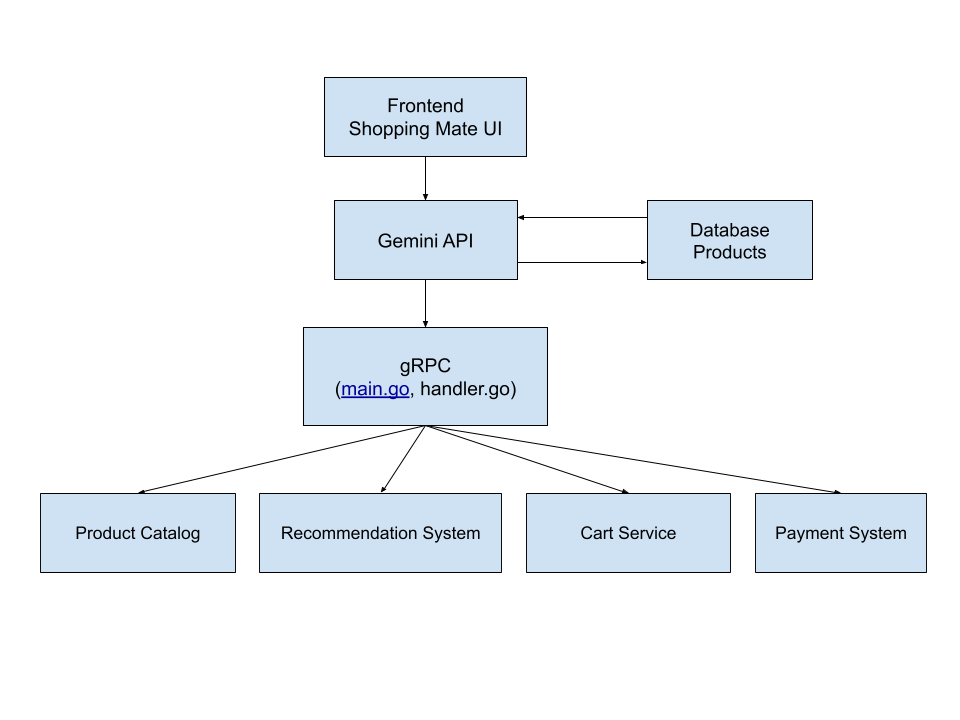 Frontend
Shopping Mate UI
Gemini API
Database
Products
gRPC
(main.go, handler.go)
Product Catalog
Recommendation System
Cart Service
Payment System